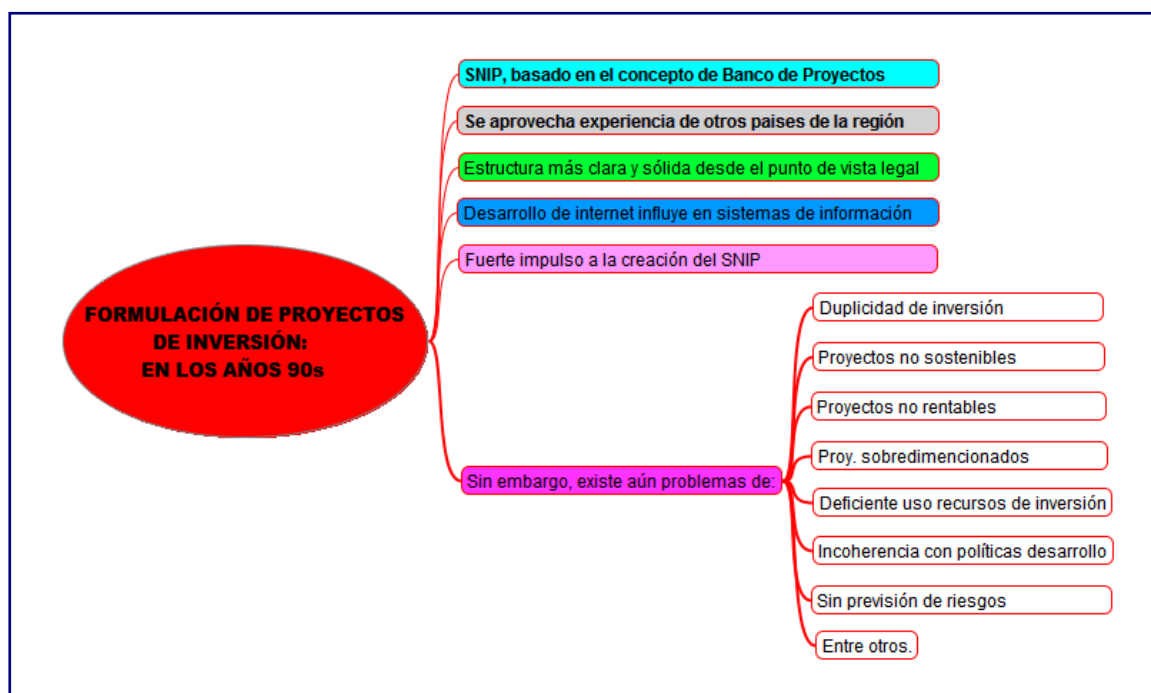 SNIP, basado en el concepto de Banco de Proyectos
Se aprovecha experiencia de otros paises de la región
Estructura más clara y sólida desde el punto de vista legal
Desarrollo de internet influye en sistemas de información
Fuerte impulso a la creación del SNIP
FORMULACIÓN DE PROYECTOS
DE INVERSIÓN:
EN LOS AÑOS 90s
Sin embargo, existe aún problemas de:
Duplicidad de inversión
Proyectos no sostenibles
Proyectos no rentables
Proy. sobredimencionados
Deficiente uso recursos de inversión
Incoherencia con políticas desarrollo
Sin previsión de riesgos
Entre otros.